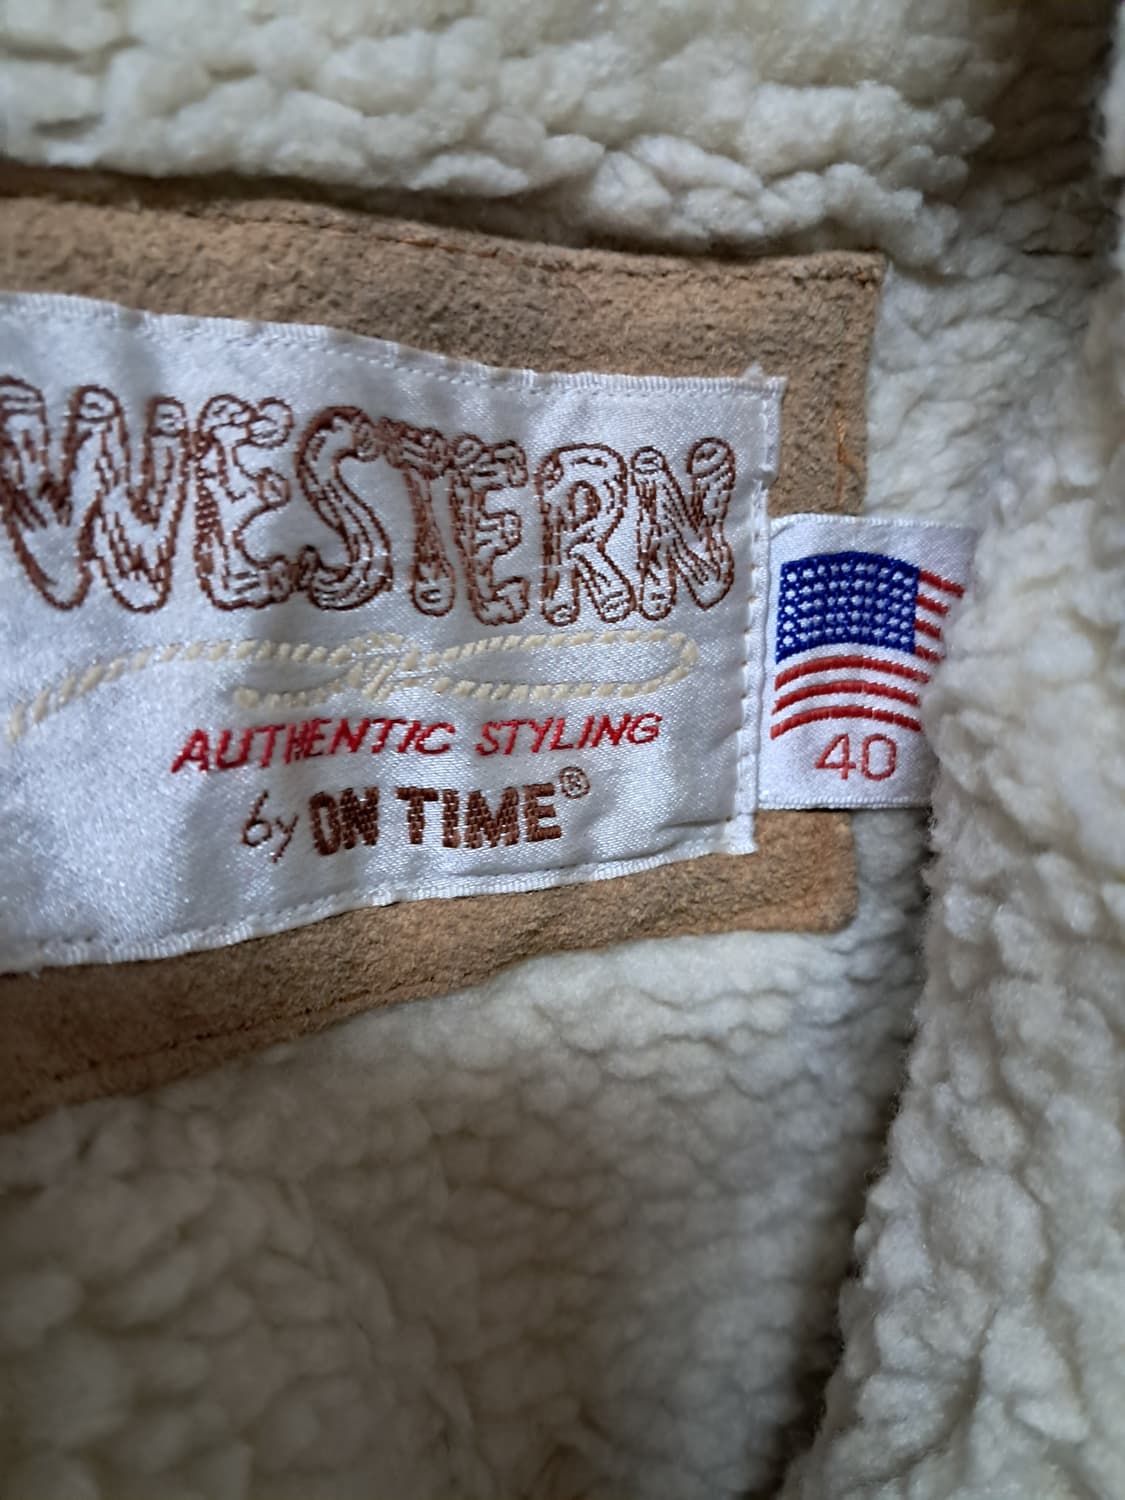 WESTERN
AUTHENTIC STYLING
by ON TIME®
40